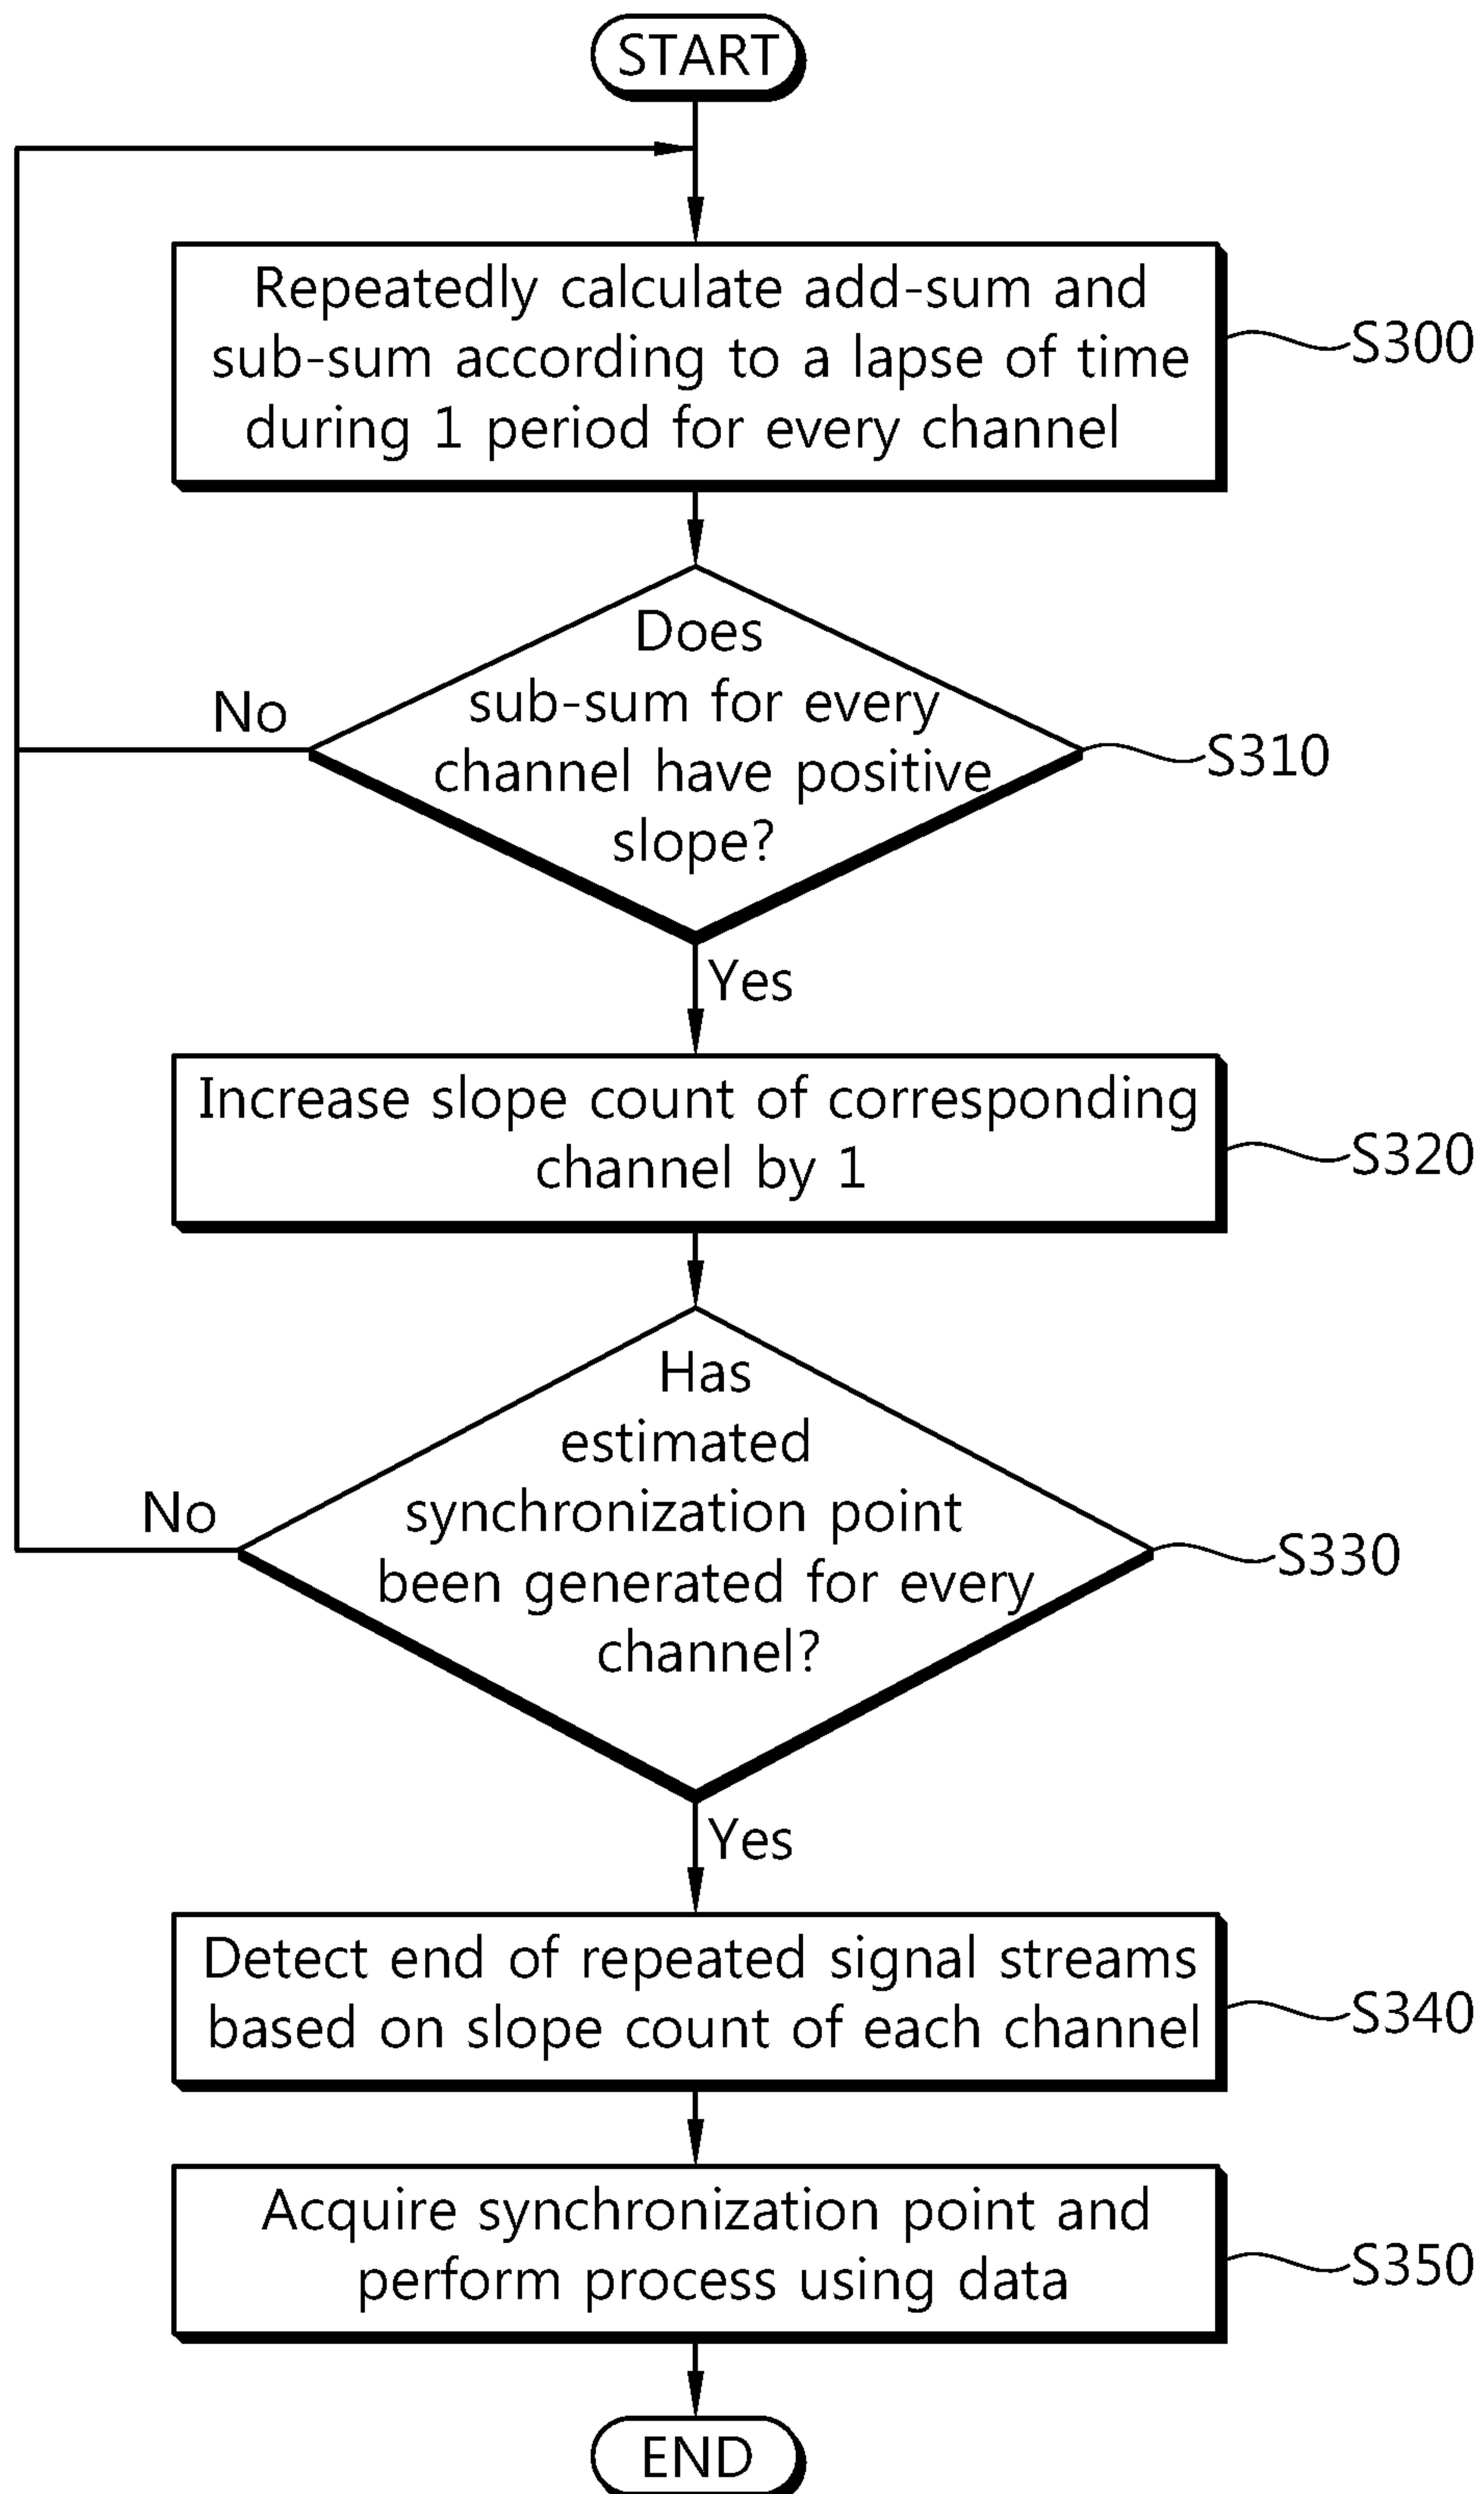 START
Repeatedly calculate add-sum and
sub-sum according to a lapse of time
during 1 period for every channel
S300
Does
sub-sum for every
channel have positive
slope?
No
S310
Yes
Increase slope count of corresponding
channel by 1
S320
Has
estimated
synchronization point
been generated for every
channel?
No
S330
Yes
Detect end of repeated signal streams
based on slope count of each channel
S340
Acquire synchronization point and
perform process using data
S350
END